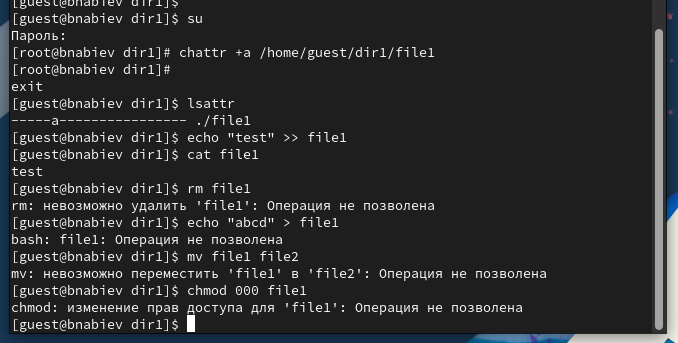 [guest@bnabiev dir1]$
[guest@bnabiev dir1]$ su
Пароль:
[root@bnabiev dir1]# chattr +a /home/guest/dir1/file1
[root@bnabiev dir1]#
exit
[guest@bnabiev dir1]$ lsattr
-----a---------------- ./file1
[guest@bnabiev dir1]$ echo "test" >> file1
[guest@bnabiev dir1]$ cat file1
test
[guest@bnabiev dir1]$ rm file1
rm: невозможно удалить 'file1': Операция не позволена
[guest@bnabiev dir1]$ echo "abcd" > file1
bash: file1: Операция не позволена
[guest@bnabiev dir1]$ mv file1 file2
mv: невозможно переместить 'file1' в 'file2': Операция не позволена
[guest@bnabiev dir1]$ chmod 000 file1
chmod: изменение прав доступа для 'file1': Операция не позволена
[guest@bnabiev dir1]$